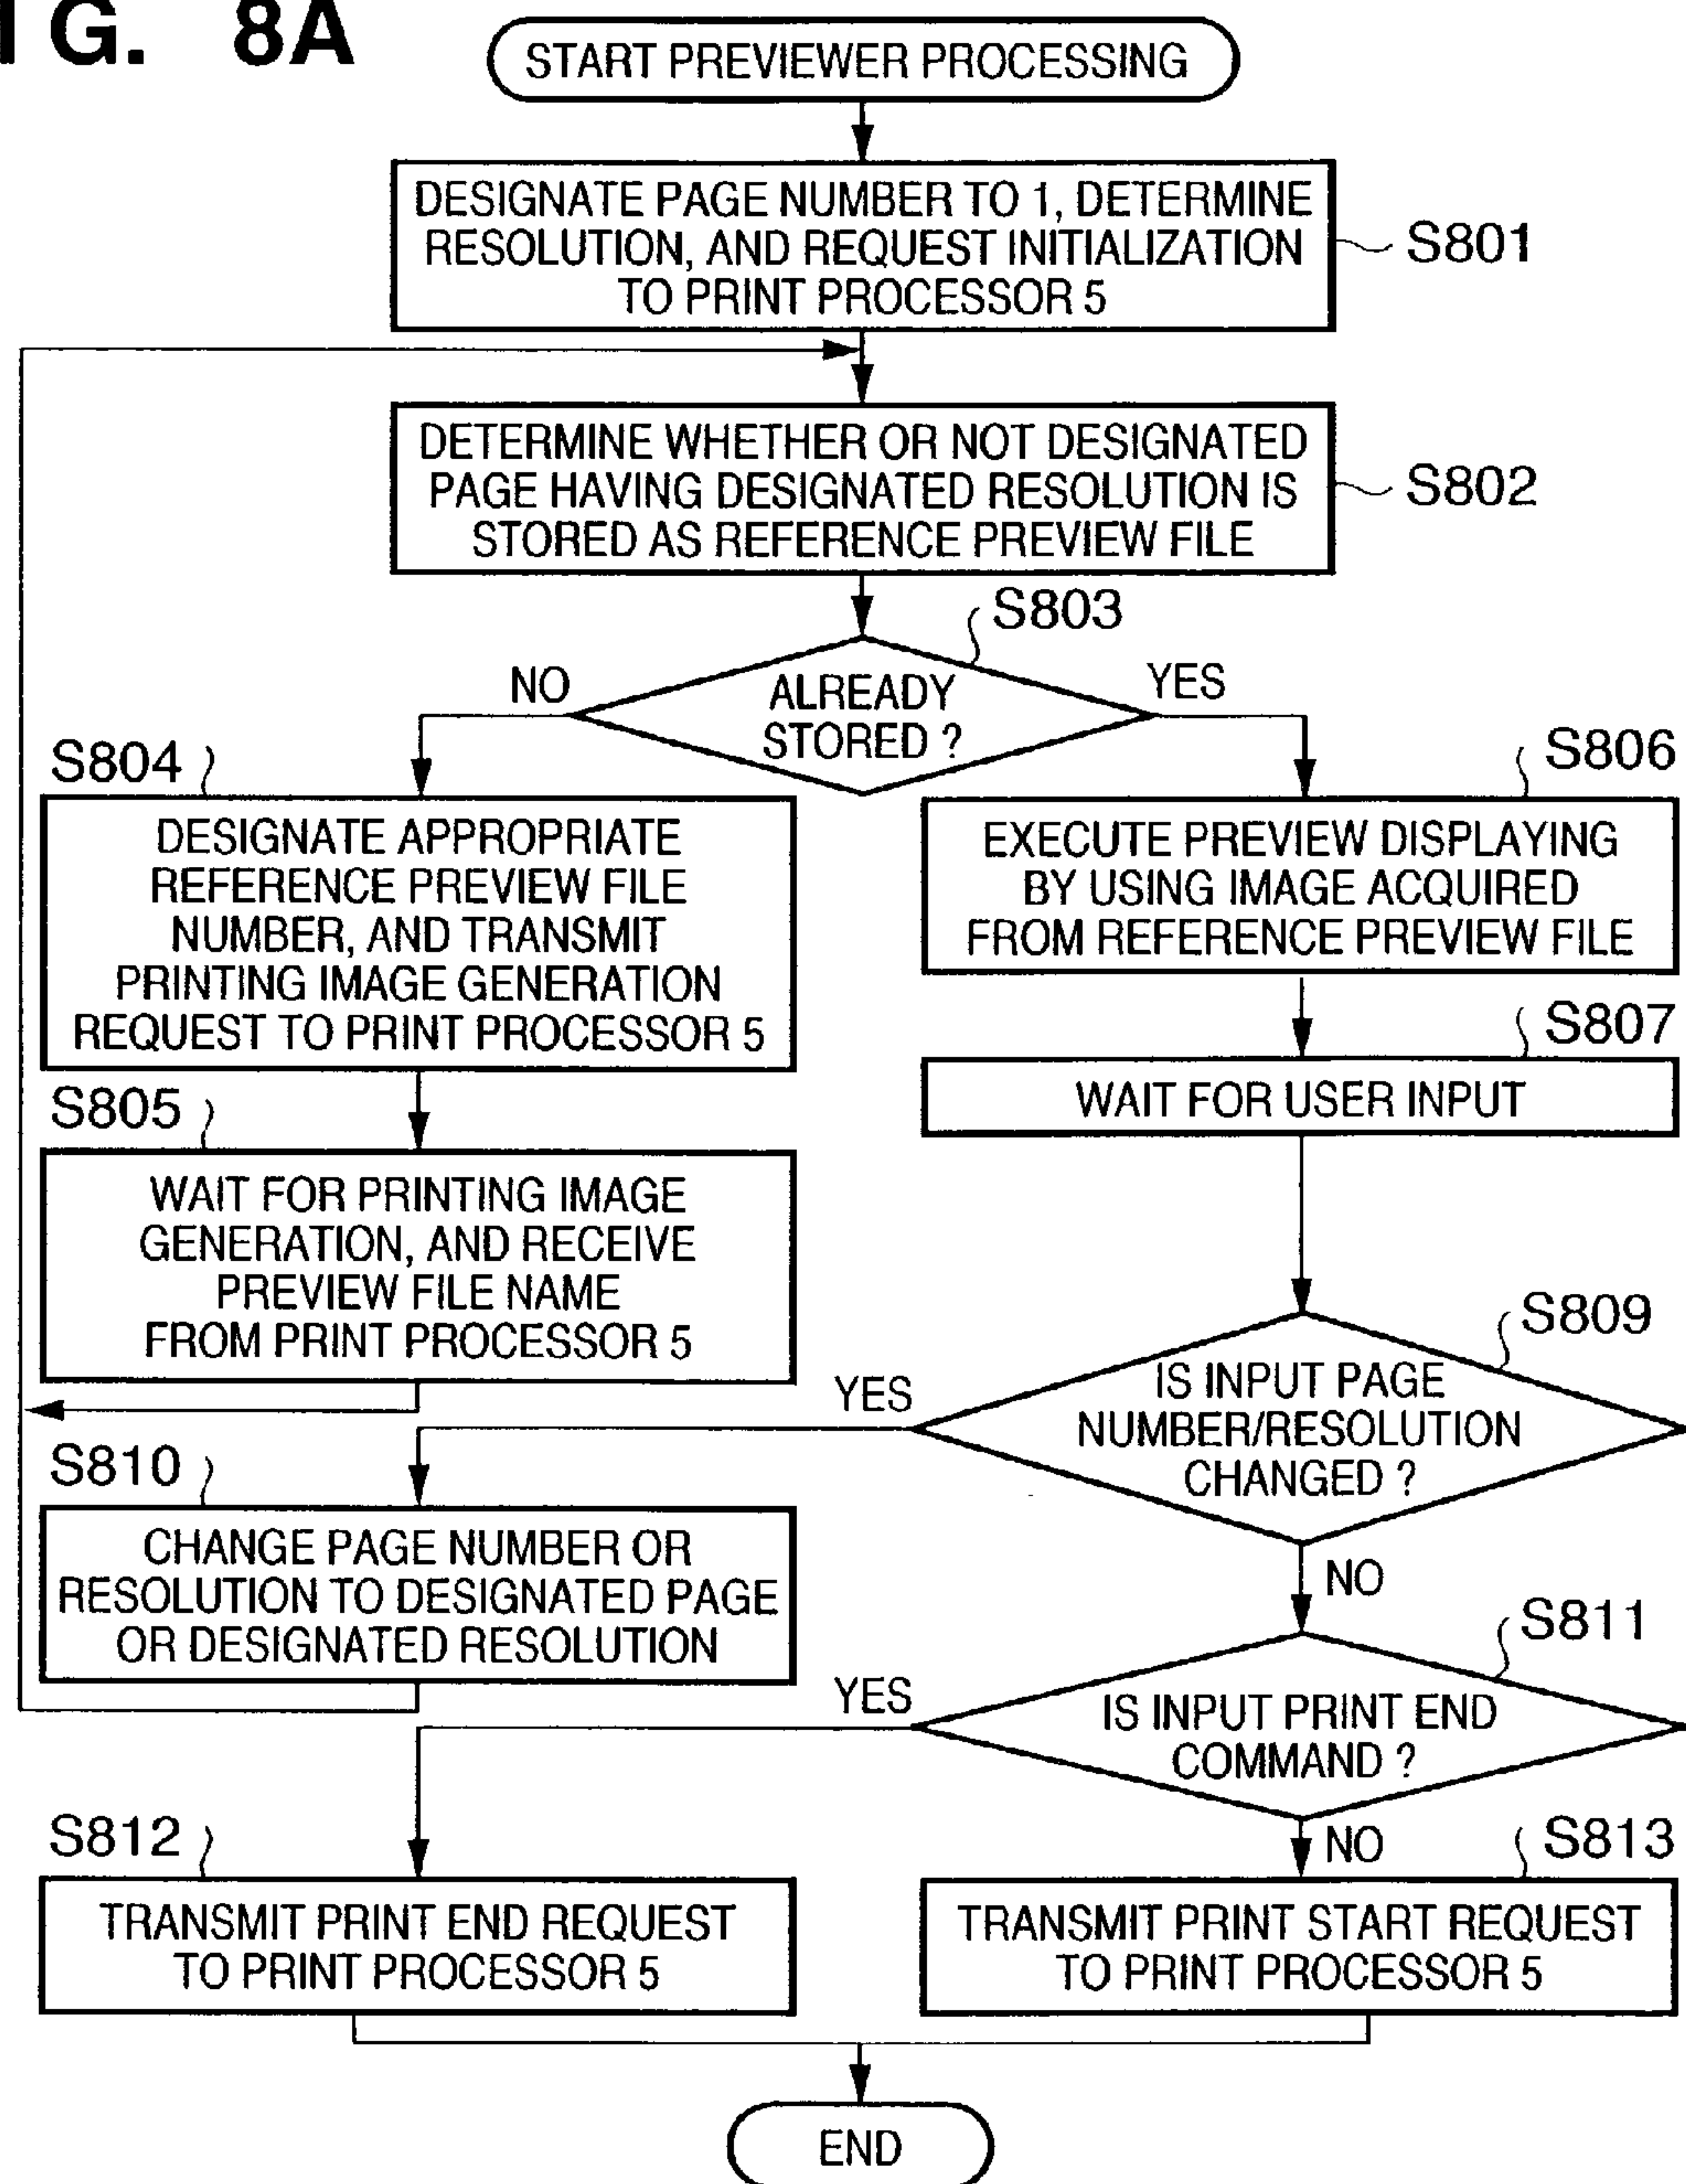 IG. 8A
START PREVIEWER PROCESSING
DESIGNATE PAGE NUMBER TO 1, DETERMINE
RESOLUTION, AND REQUEST INITIALIZATION
TO PRINT PROCESSOR 5
S801
DETERMINE WHETHER OR NOT DESIGNATED
PAGE HAVING DESIGNATED RESOLUTION IS
STORED AS REFERENCE PREVIEW FILE
S802
S803
ALREADY
STORED ?
NO
YES
S804
DESIGNATE APPROPRIATE
REFERENCE PREVIEW FILE
NUMBER, AND TRANSMIT
PRINTING IMAGE GENERATION
REQUEST TO PRINT PROCESSOR 5
S806
EXECUTE PREVIEW DISPLAYING
BY USING IMAGE ACQUIRED
FROM REFERENCE PREVIEW FILE
S807
WAIT FOR USER INPUT
S805
WAIT FOR PRINTING IMAGE
GENERATION, AND RECEIVE
PREVIEW FILE NAME
FROM PRINT PROCESSOR 5
S809
IS INPUT PAGE
NUMBER/RESOLUTION
CHANGED ?
YES
NO
S810
CHANGE PAGE NUMBER OR
RESOLUTION TO DESIGNATED PAGE
OR DESIGNATED RESOLUTION
S811
IS INPUT PRINT END
COMMAND ?
YES
NO
S812
TRANSMIT PRINT END REQUEST
TO PRINT PROCESSOR 5
S813
TRANSMIT PRINT START REQUEST
TO PRINT PROCESSOR 5
END